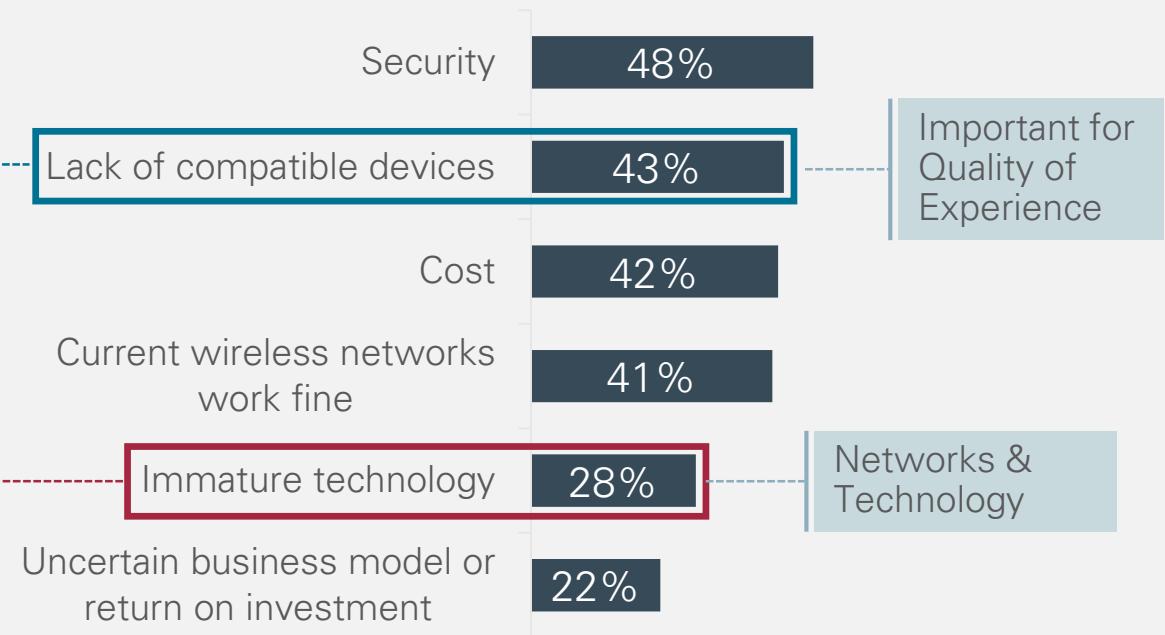 Security
48%
Lack of compatible devices
43%
Important for
Quality of
Experience
Cost
42%
Current wireless networks
work fine
41%
Immature technology
28%
Networks &
Technology
Uncertain business model or
return on investment
22%